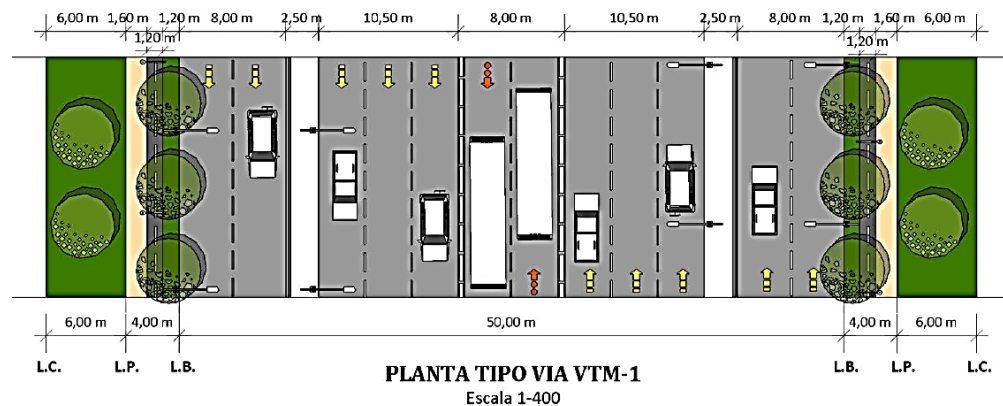 6,00 m 1,60 m 1,20 m 8,00 m 2,50 m 10,50 m 8,00 m 10,50 m 2,50 m 8,00 m 1,20 m 1,60 m 6,00 m
1,20 m 1,20 m
6,00 m 4,00 m 50,00 m 4,00 m 6,00 m
L.C. L.P. L.B. L.B. L.P. L.C.
PLANTA TIPO VIA VTM-1
Escala 1-400